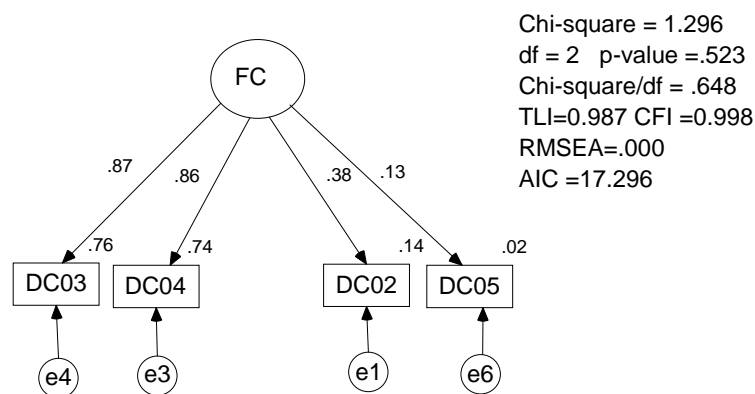 Chi-square = 1.296
df = 2 p-value =.523
Chi-square/df = .648
TLI=0.987 CFI =0.998
RMSEA=.000
AIC =17.296
FC
.87 .86 .38 .13
.76 .74 .14 .02
DC03 DC04 DC02 DC05
e4 e3 e1 e6